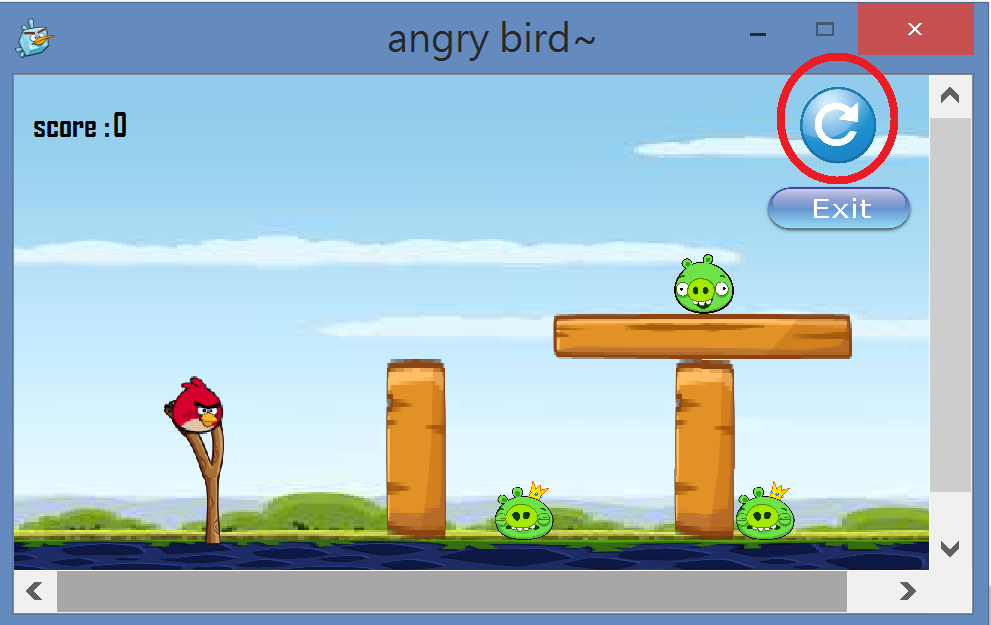 angry bird~
score :0
Exit